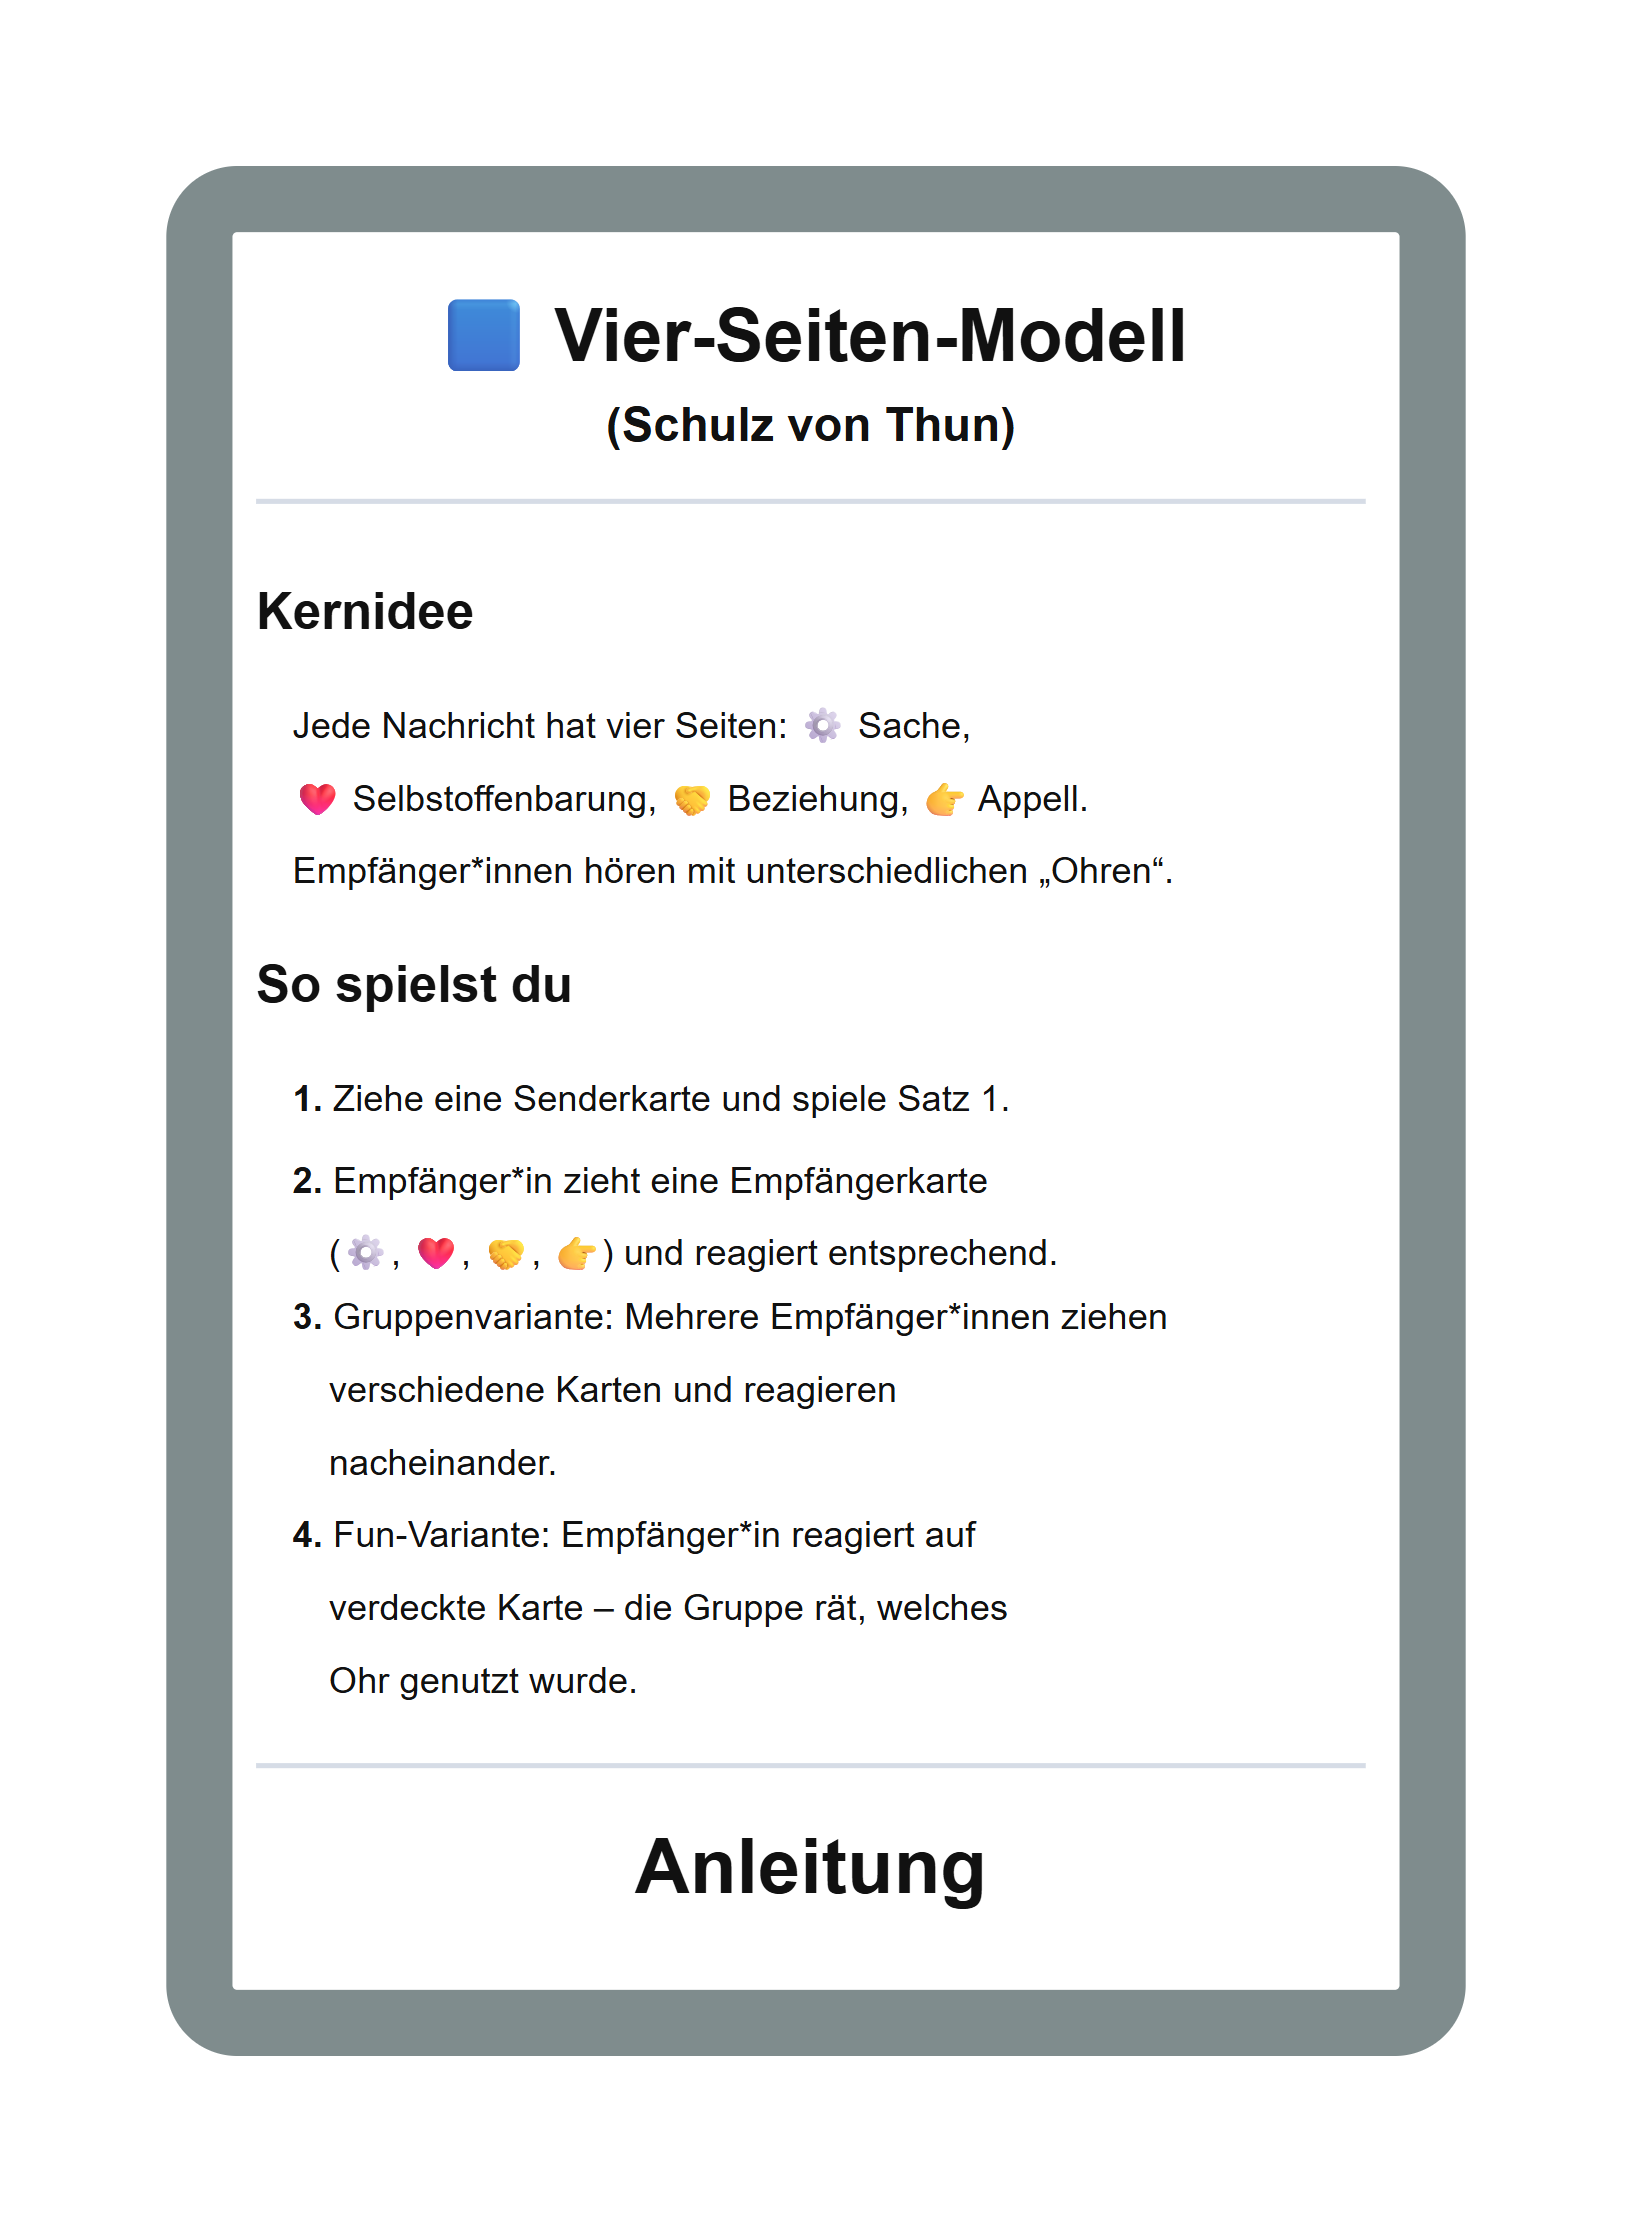 🟦 Vier-Seiten-Modell
(Schulz von Thun)
Kernidee
Jede Nachricht hat vier Seiten: ⚙️ Sache,
❤️ Selbstoffenbarung, 🤝 Beziehung, 👉 Appell.
Empfänger*innen hören mit unterschiedlichen „Ohren“.
So spielst du
1. Ziehe eine Senderkarte und spiele Satz 1.
2. Empfänger*in zieht eine Empfängerkarte
(⚙️, ❤️, 🤝, 👉) und reagiert entsprechend.
3. Gruppenvariante: Mehrere Empfänger*innen ziehen
verschiedene Karten und reagieren
nacheinander.
4. Fun-Variante: Empfänger*in reagiert auf
verdeckte Karte – die Gruppe rät, welches
Ohr genutzt wurde.
Anleitung